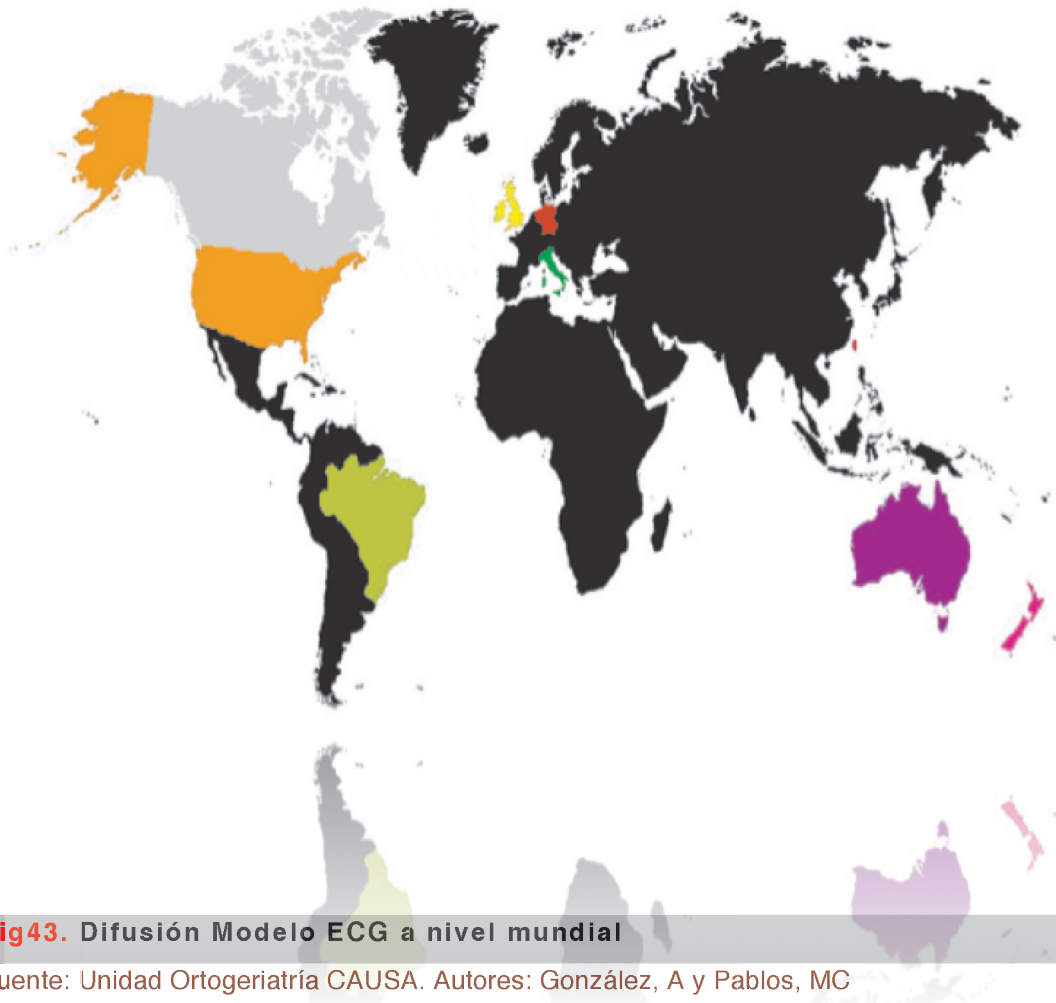 ig43. Difusión Modelo ECG a nivel mundial
uente: Unidad Ortogeriatría CAUSA. Autores: González, A y Pablos, MC